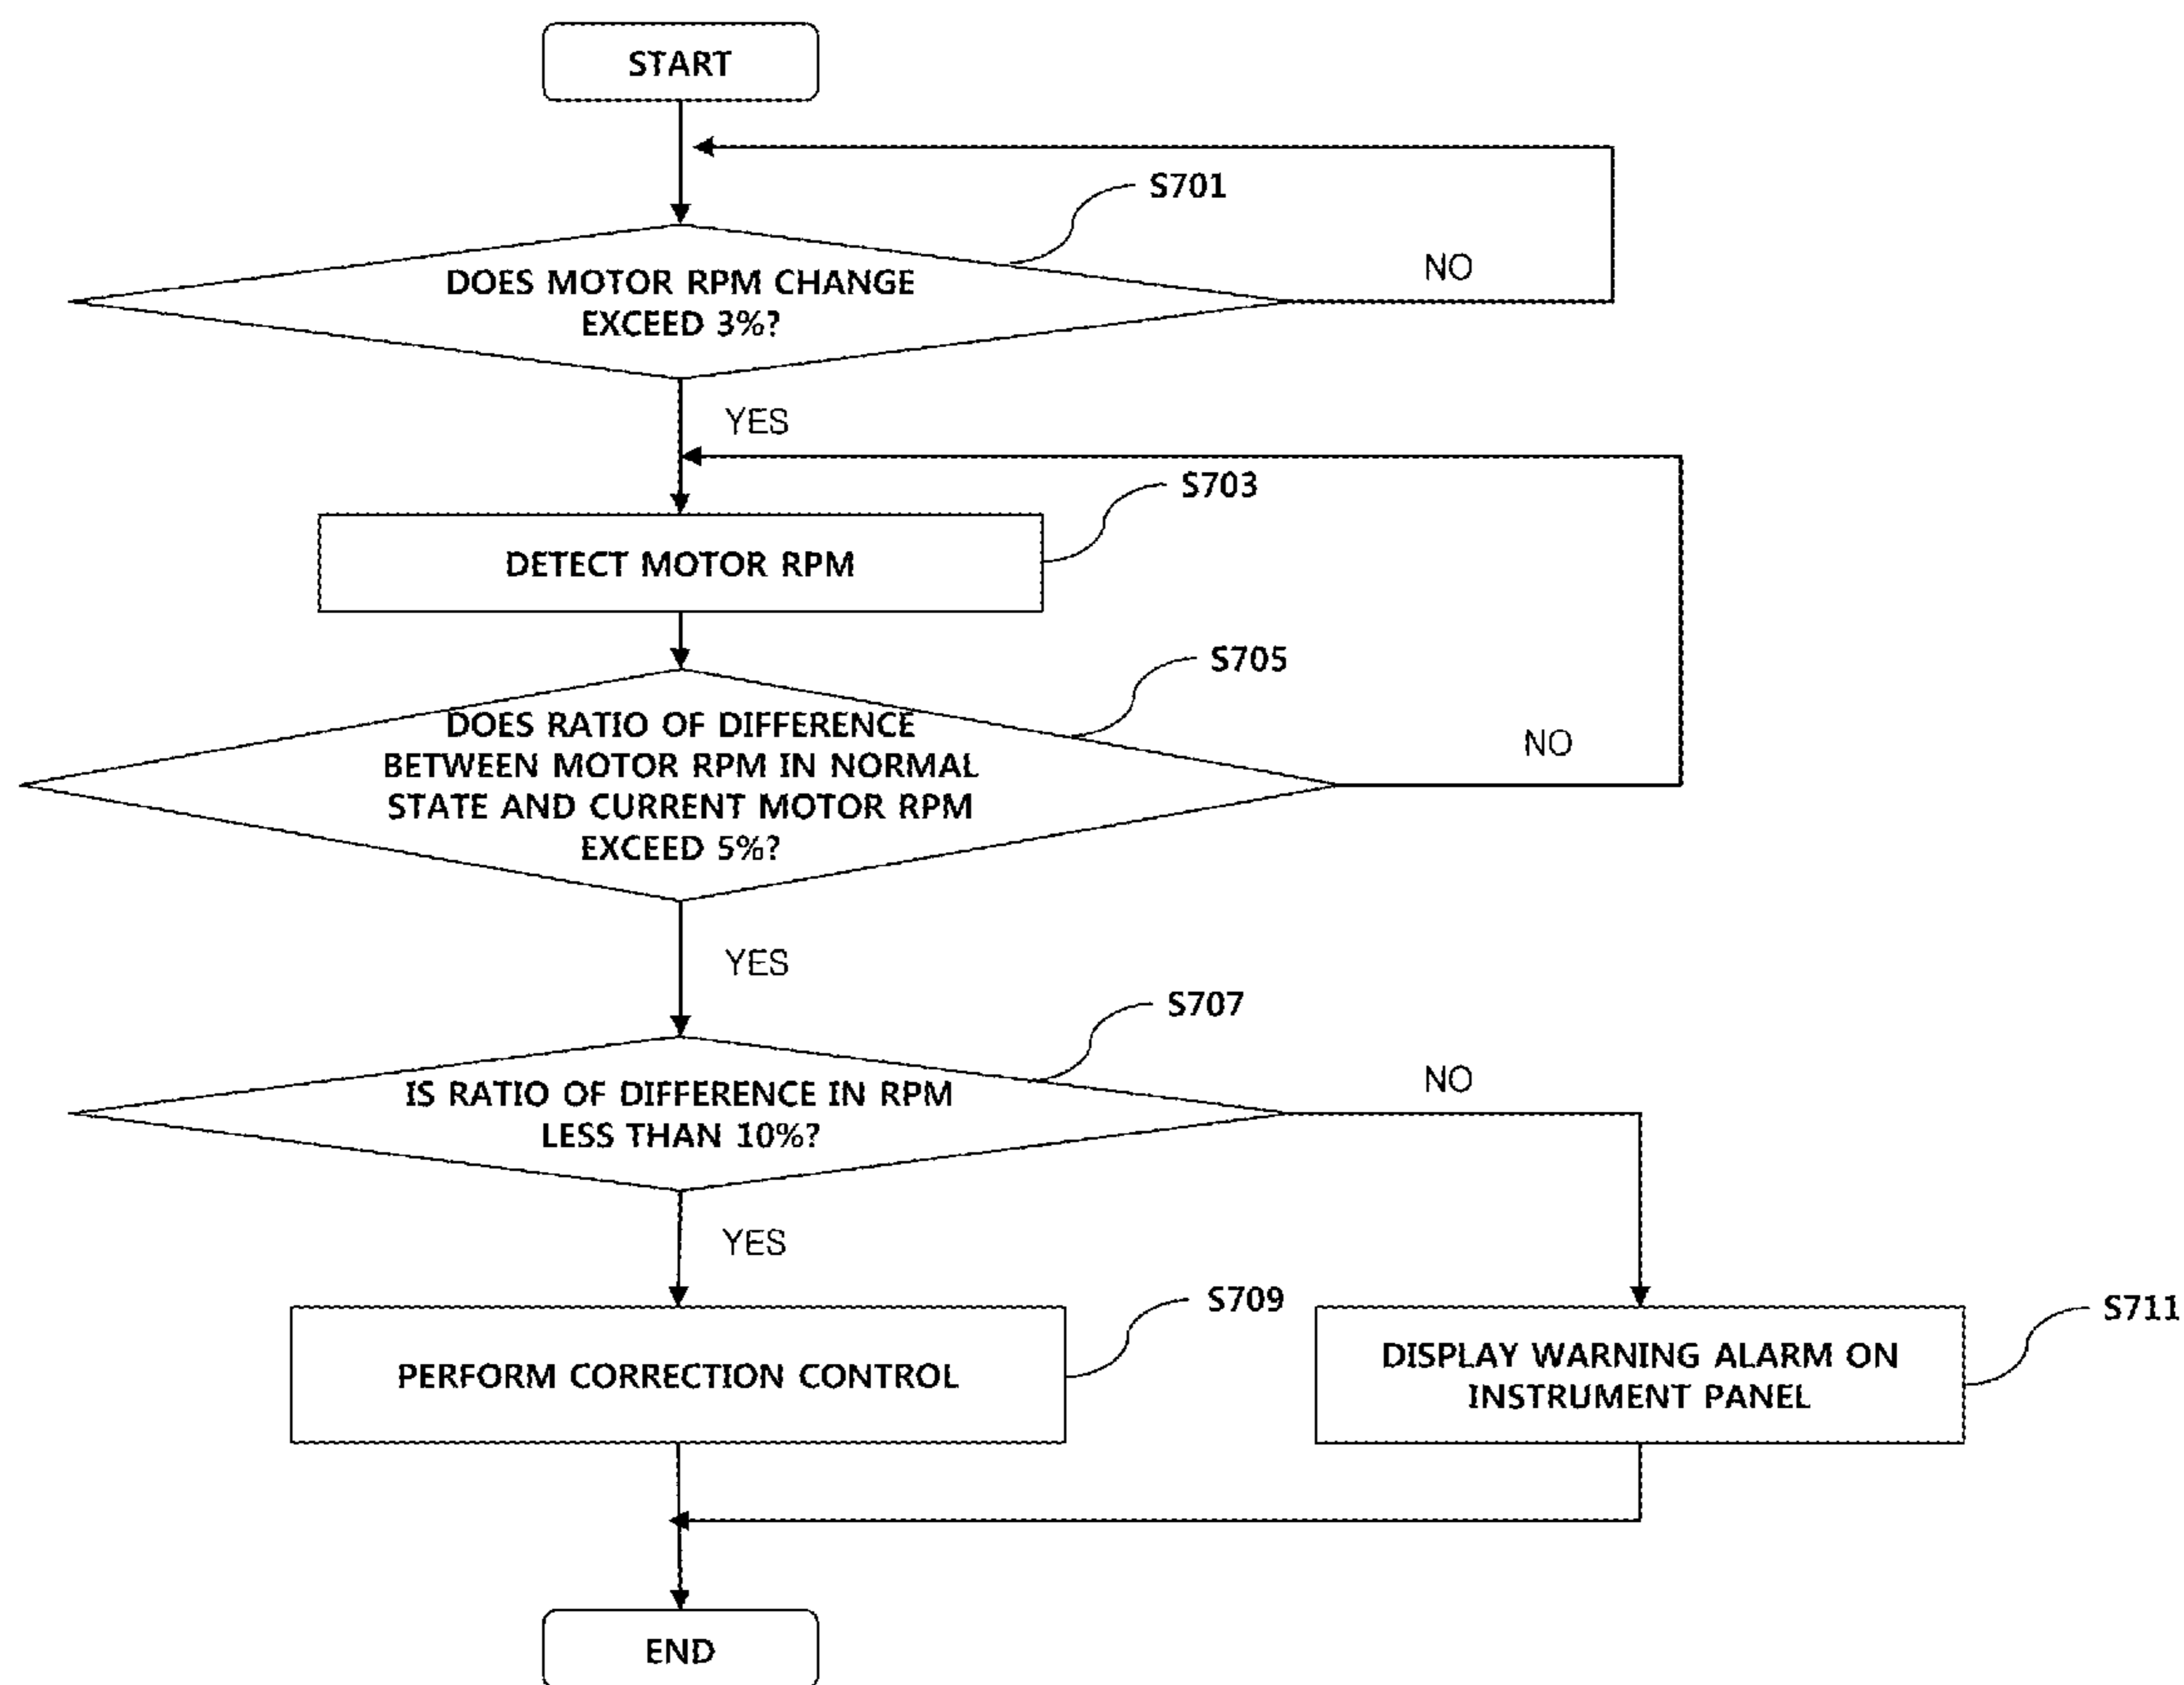 START
S701
DOES MOTOR RPM CHANGE
EXCEED 3%?
NO
YES
S703
DETECT MOTOR RPM
S705
DOES RATIO OF DIFFERENCE
BETWEEN MOTOR RPM IN NORMAL
STATE AND CURRENT MOTOR RPM
EXCEED 5%?
NO
YES
S707
IS RATIO OF DIFFERENCE IN RPM
LESS THAN 10%?
NO
YES
S709
PERFORM CORRECTION CONTROL
S711
DISPLAY WARNING ALARM ON
INSTRUMENT PANEL
END